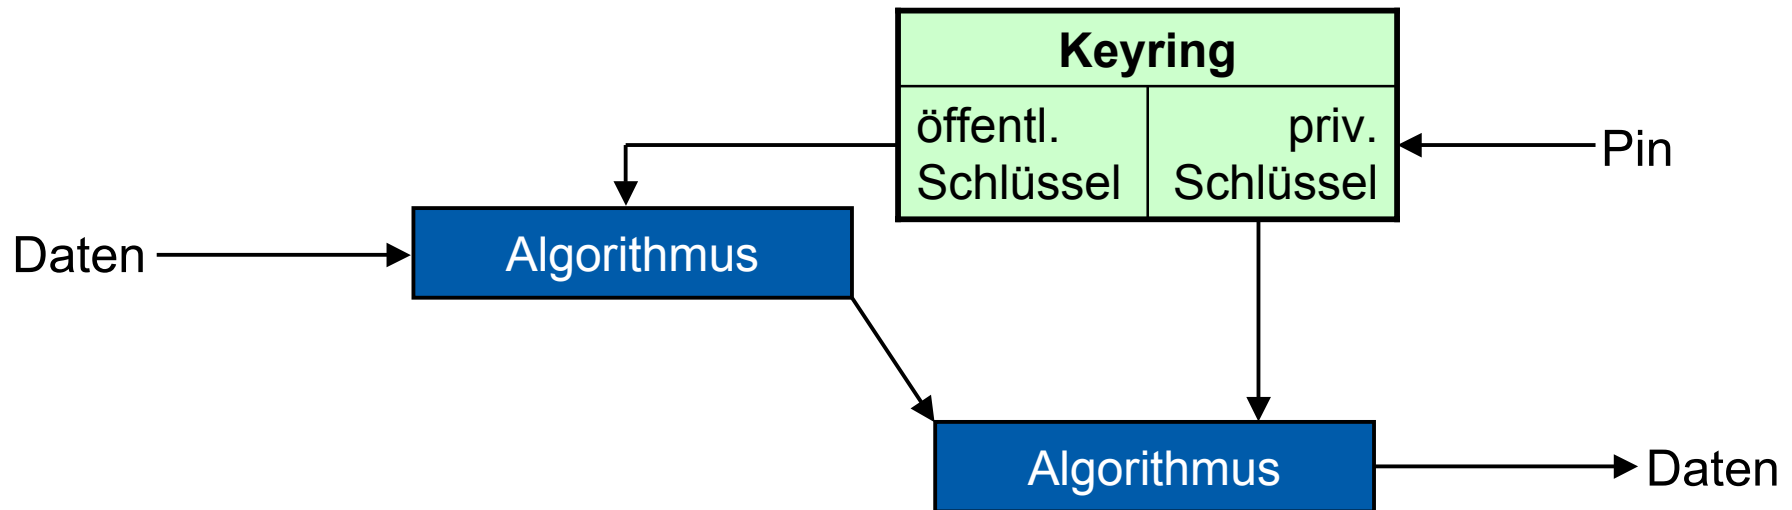 Keyring
öffentl.
Schlüssel
priv.
Schlüssel
Pin
Daten
Algorithmus
Algorithmus
Daten